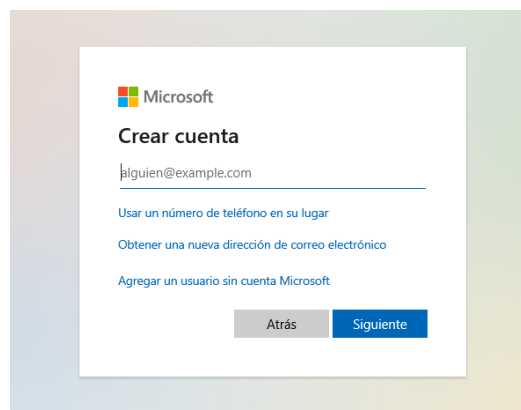 Microsoft
Crear cuenta
alguien@example.com
Usar un número de teléfono en su lugar
Obtener una nueva dirección de correo electrónico
Agregar un usuario sin cuenta Microsoft
Atrás
Siguiente